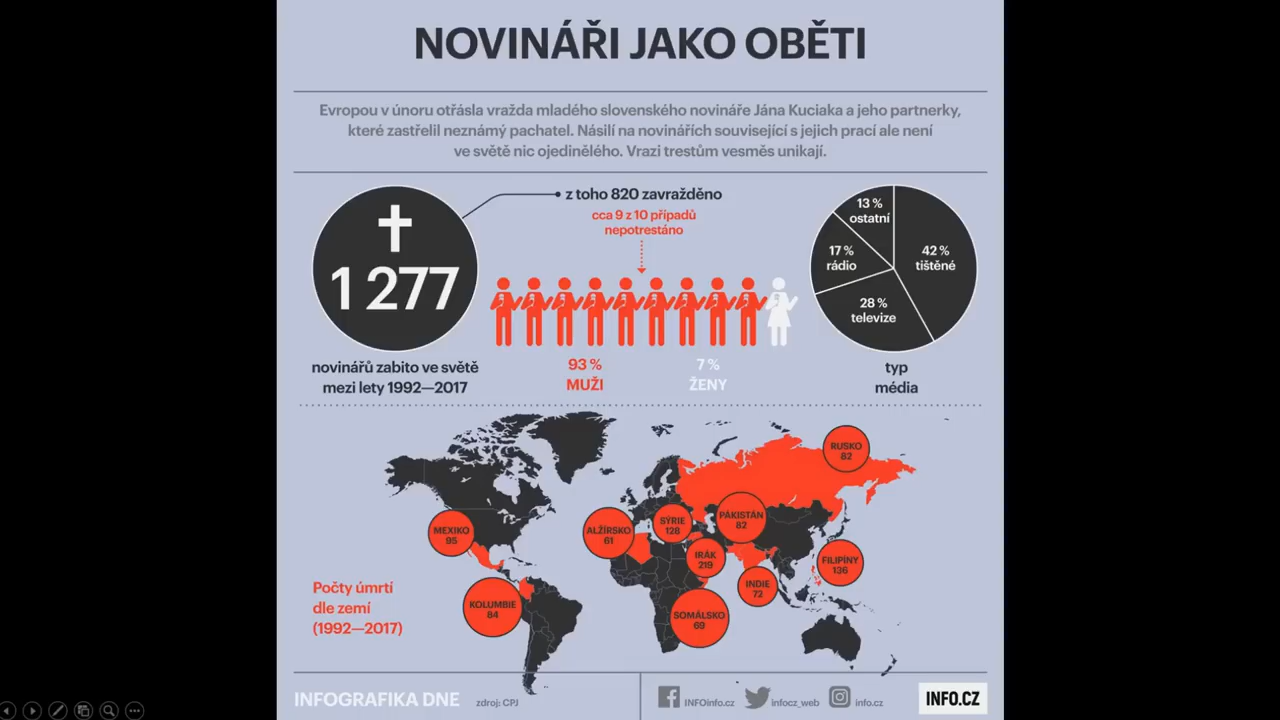 NOVINÁŘI JAKO OBĚTI
Evropou v únoru otřásla vražda mladého slovenského novináře Jána Kuciaka a jeho partnerky,
které zastřelil neznámý pachatel. Násilí na novinářích související s jejich prací ale není
ve světě nic ojedinělého. Vrazi trestům vesměs unikají.
1 277
novinářů zabito ve světě
mezi lety 1992—2017
z toho 820 zavražděno
cca 9 z 10 případů
nepotrestáno
93 %
MUŽI
7 %
ŽENY
13 %
ostatní
42 %
tištěné
17 %
rádio
28 %
televize
typ
média
RUSKO
82
MEXIKO
95
ALŽÍRSKO
61
SÝRIE
128
PÁKISTÁN
82
IRÁK
219
FILIPÍNY
136
INDIE
72
KOLUMBIE
84
SOMÁLSKO
69
Počty úmrtí
dle zemí
(1992—2017)
INFOGRAFIKA DNE
zdroj: CPJ
INFOinfo.cz
infocz_web
info.cz
INFO.CZ